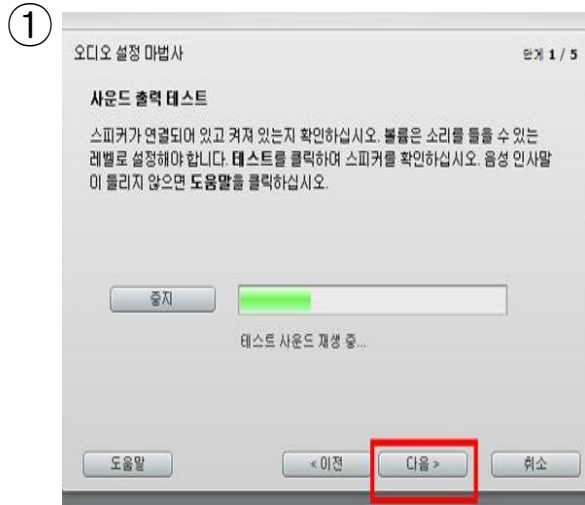 ①
오디오 설정 마법사 단계 1 / 5
사운드 출력 테스트
스피커가 연결되어 있고 켜져 있는지 확인하십시오. 볼륨은 소리를 들을 수 있는
레벨로 설정해야 합니다. 테스트를 클릭하여 스피커를 확인하십시오. 음성 인사말
이 들리지 않으면 도움말을 클릭하십시오.
중지
테스트 사운드 재생 중...
도움말 < 이전 다음 > 취소